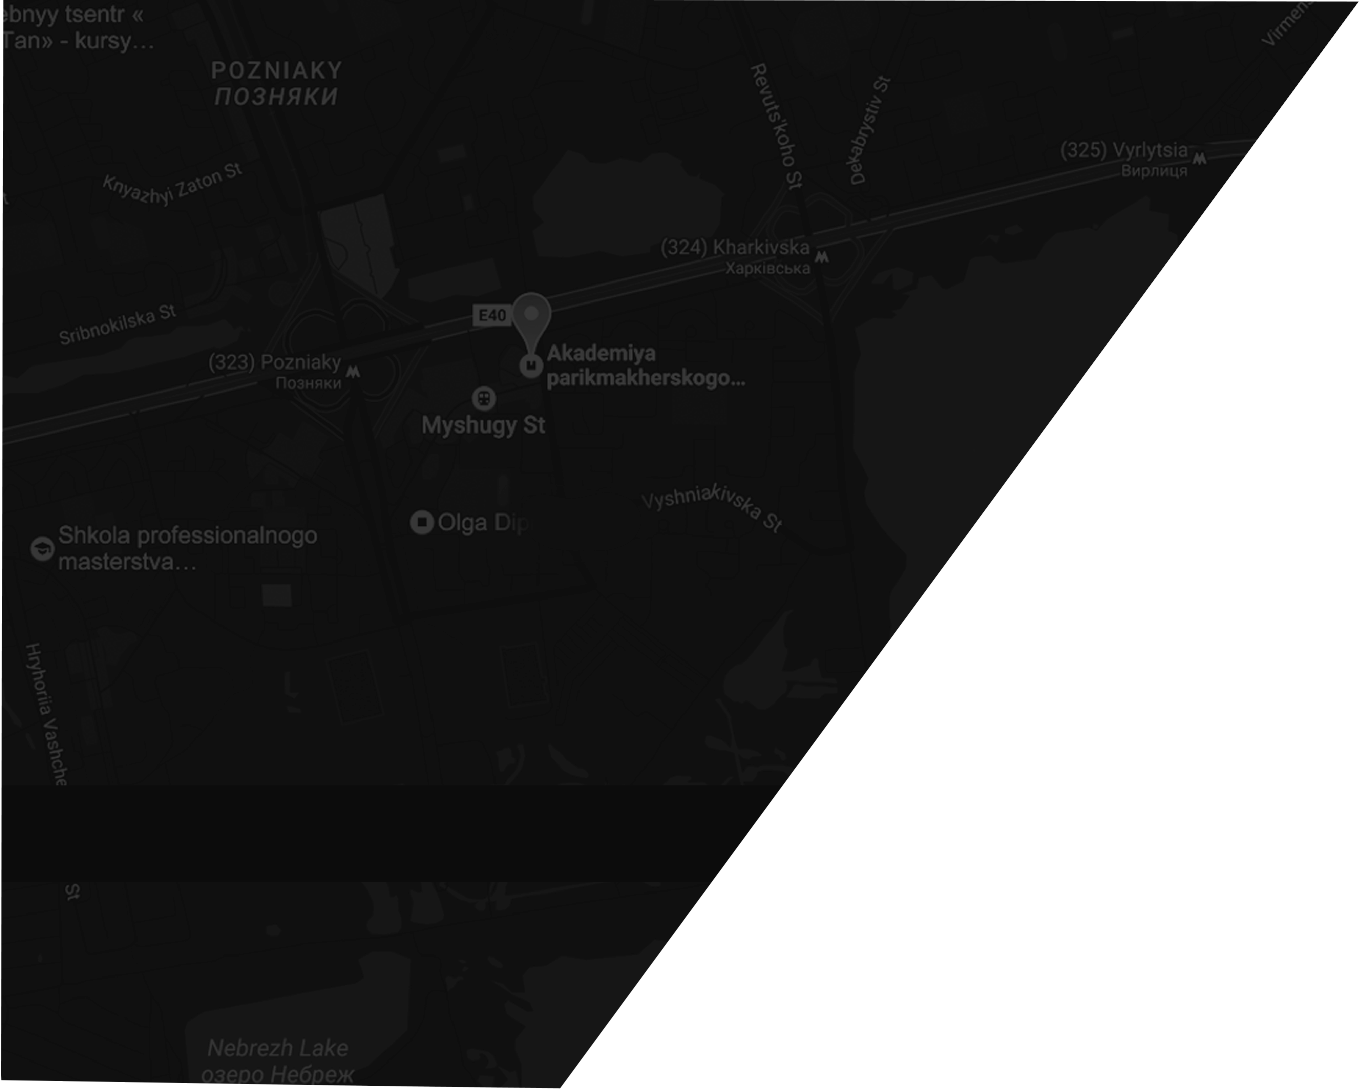 ebnyy tsentr «
Tan» - kursy…
POZNIAKY
ПОЗНЯКИ
Virmens
Revuts'koho St
Dekabrystiv St
(325) Vyrlytsia
Вирлиця
Knyazhyi Zaton St
t
(324) Kharkivska
Харківська
E40
Sribnokilska St
Akademiya
parikmakherskogo…
(323) Pozniaky
Позняки
Myshugy St
Vyshniakivska St
Olga Dip
Shkola professionalnogo
masterstva…
Hryhoriia Vashche
St
Nebrezh Lake
озеро Небреж